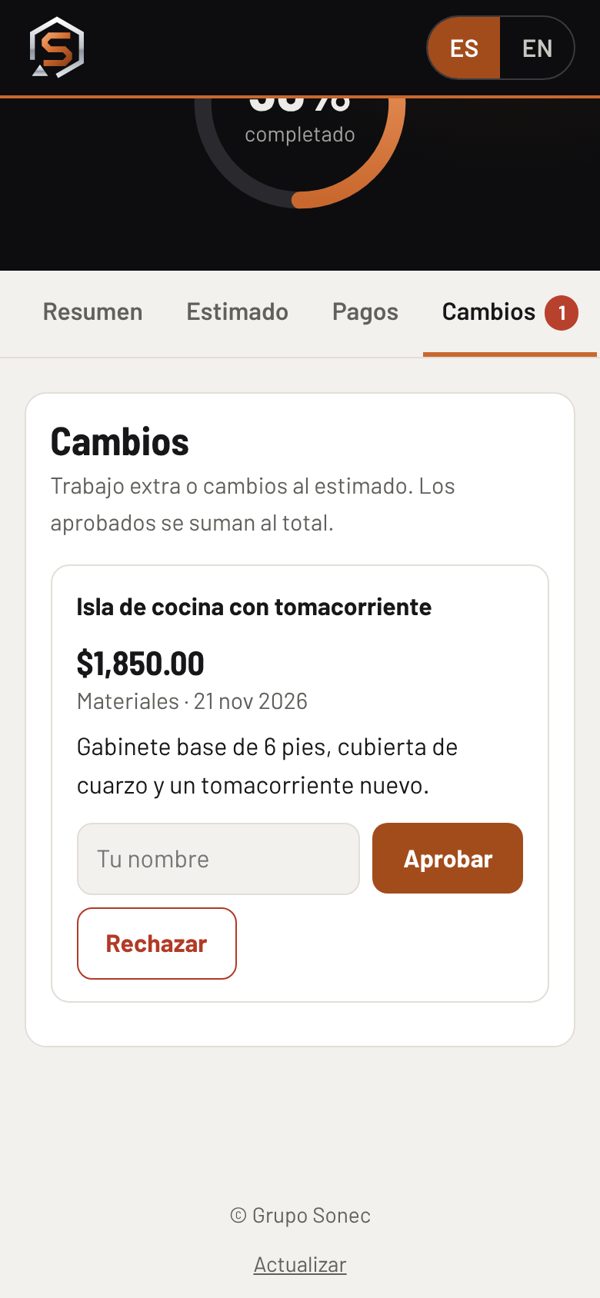 ES EN
completado
Resumen Estimado Pagos Cambios 1
Cambios
Trabajo extra o cambios al estimado. Los
aprobados se suman al total.
Isla de cocina con tomacorriente
$1,850.00
Materiales · 21 nov 2026
Gabinete base de 6 pies, cubierta de
cuarzo y un tomacorriente nuevo.
Tu nombre
Aprobar
Rechazar
© Grupo Sonec
Actualizar